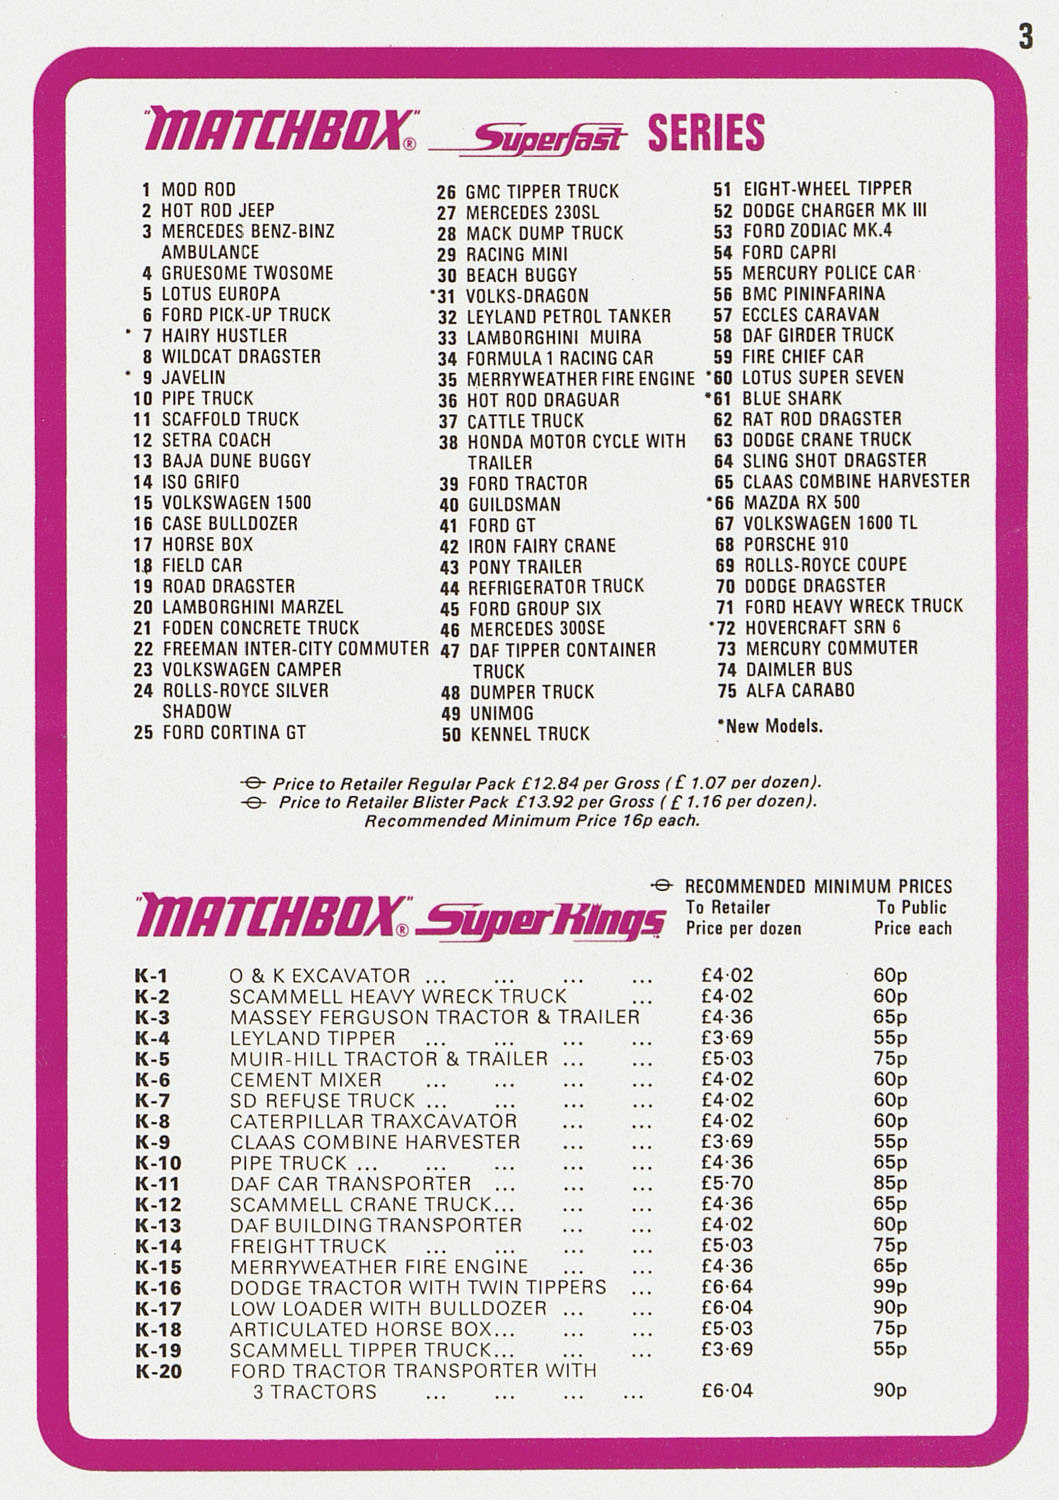 3
"MATCHBOX"® Superfast SERIES
1 MOD ROD
2 HOT ROD JEEP
3 MERCEDES BENZ-BINZ
AMBULANCE
4 GRUESOME TWOSOME
5 LOTUS EUROPA
6 FORD PICK-UP TRUCK
* 7 HAIRY HUSTLER
8 WILDCAT DRAGSTER
* 9 JAVELIN
10 PIPE TRUCK
11 SCAFFOLD TRUCK
12 SETRA COACH
13 BAJA DUNE BUGGY
14 ISO GRIFO
15 VOLKSWAGEN 1500
16 CASE BULLDOZER
17 HORSE BOX
18 FIELD CAR
19 ROAD DRAGSTER
20 LAMBORGHINI MARZEL
21 FODEN CONCRETE TRUCK
22 FREEMAN INTER-CITY COMMUTER
23 VOLKSWAGEN CAMPER
24 ROLLS-ROYCE SILVER
SHADOW
25 FORD CORTINA GT
26 GMC TIPPER TRUCK
27 MERCEDES 230SL
28 MACK DUMP TRUCK
29 RACING MINI
30 BEACH BUGGY
*31 VOLKS-DRAGON
32 LEYLAND PETROL TANKER
33 LAMBORGHINI MUIRA
34 FORMULA 1 RACING CAR
35 MERRYWEATHER FIRE ENGINE
36 HOT ROD DRAGUAR
37 CATTLE TRUCK
38 HONDA MOTOR CYCLE WITH
TRAILER
39 FORD TRACTOR
40 GUILDSMAN
41 FORD GT
42 IRON FAIRY CRANE
43 PONY TRAILER
44 REFRIGERATOR TRUCK
45 FORD GROUP SIX
46 MERCEDES 300SE
47 DAF TIPPER CONTAINER
TRUCK
48 DUMPER TRUCK
49 UNIMOG
50 KENNEL TRUCK
51 EIGHT-WHEEL TIPPER
52 DODGE CHARGER MK III
53 FORD ZODIAC MK.4
54 FORD CAPRI
55 MERCURY POLICE CAR
56 BMC PININFARINA
57 ECCLES CARAVAN
58 DAF GIRDER TRUCK
59 FIRE CHIEF CAR
*60 LOTUS SUPER SEVEN
*61 BLUE SHARK
62 RAT ROD DRAGSTER
63 DODGE CRANE TRUCK
64 SLING SHOT DRAGSTER
65 CLAAS COMBINE HARVESTER
*66 MAZDA RX 500
67 VOLKSWAGEN 1600 TL
68 PORSCHE 910
69 ROLLS-ROYCE COUPE
70 DODGE DRAGSTER
71 FORD HEAVY WRECK TRUCK
*72 HOVERCRAFT SRN 6
73 MERCURY COMMUTER
74 DAIMLER BUS
75 ALFA CARABO
*New Models.
Price to Retailer Regular Pack £12.84 per Gross (£ 1.07 per dozen).
Price to Retailer Blister Pack £13.92 per Gross (£ 1.16 per dozen).
Recommended Minimum Price 16p each.
"MATCHBOX"® Super Kings™
RECOMMENDED MINIMUM PRICES
To Retailer To Public
Price per dozen Price each
K-1 O & K EXCAVATOR ... ... ... ... £4·02 60p
K-2 SCAMMELL HEAVY WRECK TRUCK ... £4·02 60p
K-3 MASSEY FERGUSON TRACTOR & TRAILER £4·36 65p
K-4 LEYLAND TIPPER ... ... ... ... £3·69 55p
K-5 MUIR-HILL TRACTOR & TRAILER ... ... £5·03 75p
K-6 CEMENT MIXER ... ... ... ... £4·02 60p
K-7 SD REFUSE TRUCK ... ... ... ... £4·02 60p
K-8 CATERPILLAR TRAXCAVATOR ... ... £4·02 60p
K-9 CLAAS COMBINE HARVESTER ... ... £3·69 55p
K-10 PIPE TRUCK ... ... ... ... ... £4·36 65p
K-11 DAF CAR TRANSPORTER ... ... ... £5·70 85p
K-12 SCAMMELL CRANE TRUCK... ... ... £4·36 65p
K-13 DAF BUILDING TRANSPORTER ... ... £4·02 60p
K-14 FREIGHT TRUCK ... ... ... ... £5·03 75p
K-15 MERRYWEATHER FIRE ENGINE ... ... £4·36 65p
K-16 DODGE TRACTOR WITH TWIN TIPPERS ... £6·64 99p
K-17 LOW LOADER WITH BULLDOZER ... ... £6·04 90p
K-18 ARTICULATED HORSE BOX... ... ... £5·03 75p
K-19 SCAMMELL TIPPER TRUCK... ... ... £3·69 55p
K-20 FORD TRACTOR TRANSPORTER WITH
3 TRACTORS ... ... ... ... £6·04 90p